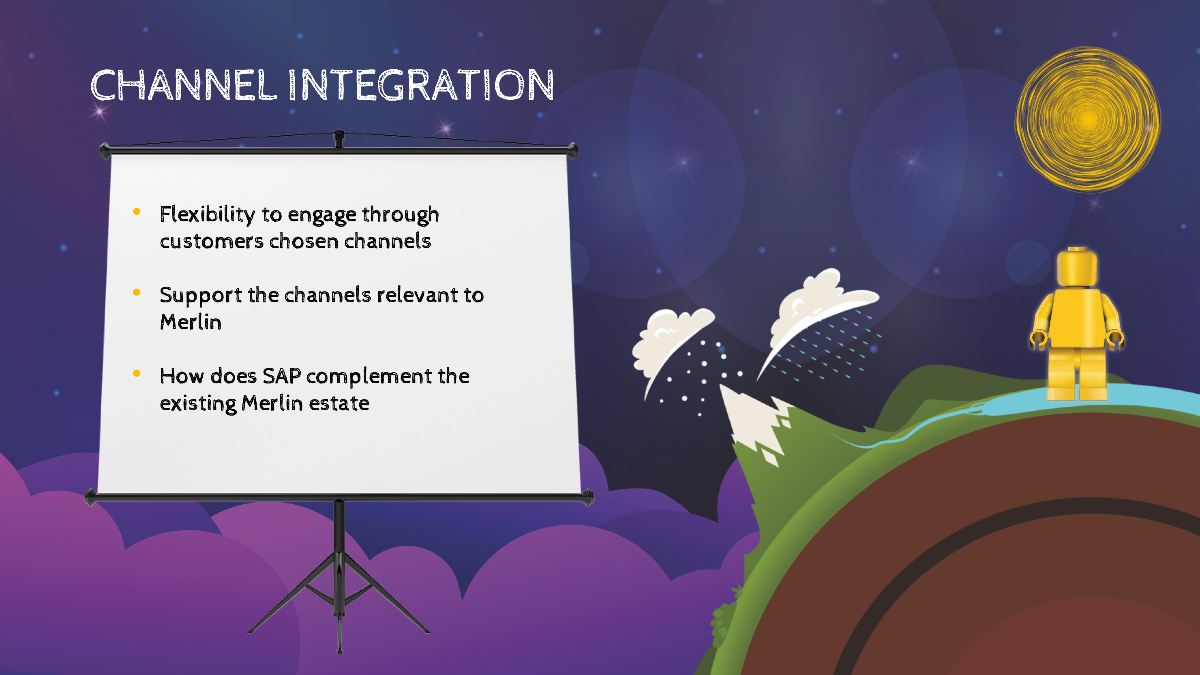 CHANNEL INTEGRATION
• Flexibility to engage through
customers chosen channels
• Support the channels relevant to
Merlin
• How does SAP complement the
existing Merlin estate